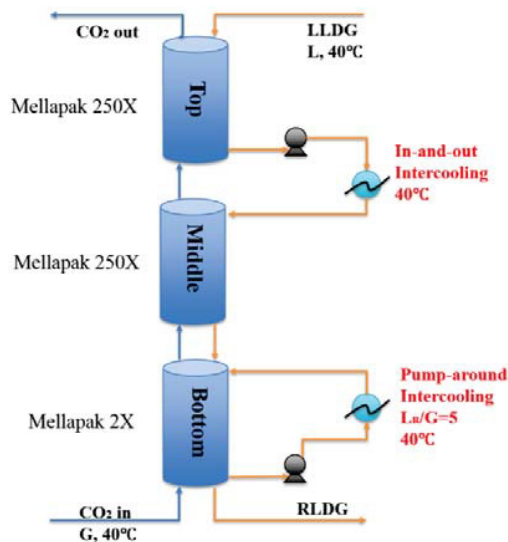 CO₂ out
LLDG
L, 40℃
Top
Mellapak 250X
In-and-out
Intercooling
40℃
Middle
Mellapak 250X
Pump-around
Intercooling
Lₐ/G=5
40℃
Bottom
Mellapak 2X
CO₂ in
G, 40℃
RLDG